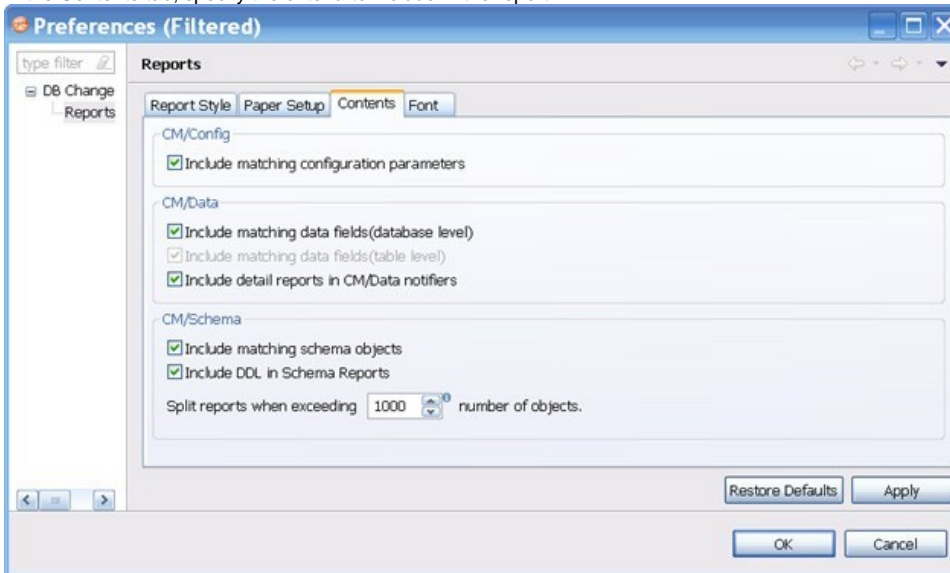 Preferences (Filtered)
type filter
Reports
DB Change
Reports
Report Style Paper Setup Contents Font
CM/Config
Include matching configuration parameters
CM/Data
Include matching data fields(database level)
Include matching data fields(table level)
Include detail reports in CM/Data notifiers
CM/Schema
Include matching schema objects
Include DDL in Schema Reports
Split reports when exceeding 1000 number of objects.
Restore Defaults Apply
OK Cancel